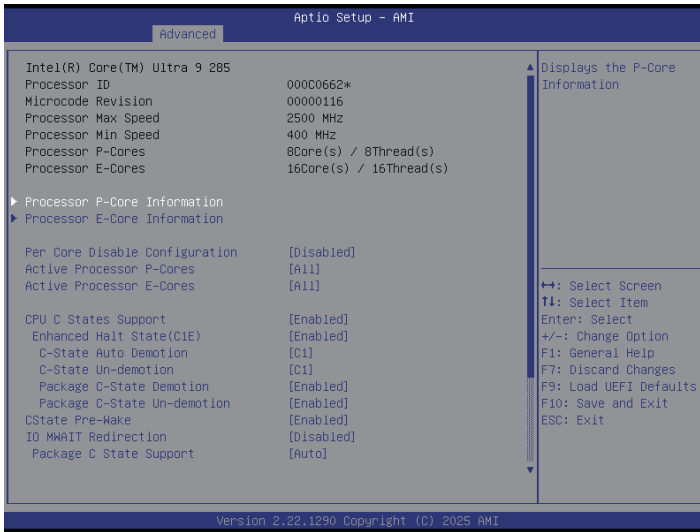 Aptio Setup - AMI
Advanced
Intel(R) Core(TM) Ultra 9 285
Processor ID 000C0662*
Microcode Revision 00000116
Processor Max Speed 2500 MHz
Processor Min Speed 400 MHz
Processor P-Cores 8Core(s) / 8Thread(s)
Processor E-Cores 16Core(s) / 16Thread(s)
Processor P-Core Information
Processor E-Core Information
Per Core Disable Configuration [Disabled]
Active Processor P-Cores [All]
Active Processor E-Cores [All]
CPU C States Support [Enabled]
Enhanced Halt State(C1E) [Enabled]
C-State Auto Demotion [C1]
C-State Un-demotion [C1]
Package C-State Demotion [Enabled]
Package C-State Un-demotion [Enabled]
CState Pre-Wake [Enabled]
IO MWAIT Redirection [Disabled]
Package C State Support [Auto]
Displays the P-Core
Information
↔: Select Screen
↑↓: Select Item
Enter: Select
+/-: Change Option
F1: General Help
F7: Discard Changes
F9: Load UEFI Defaults
F10: Save and Exit
ESC: Exit
Version 2.22.1290 Copyright (C) 2025 AMI